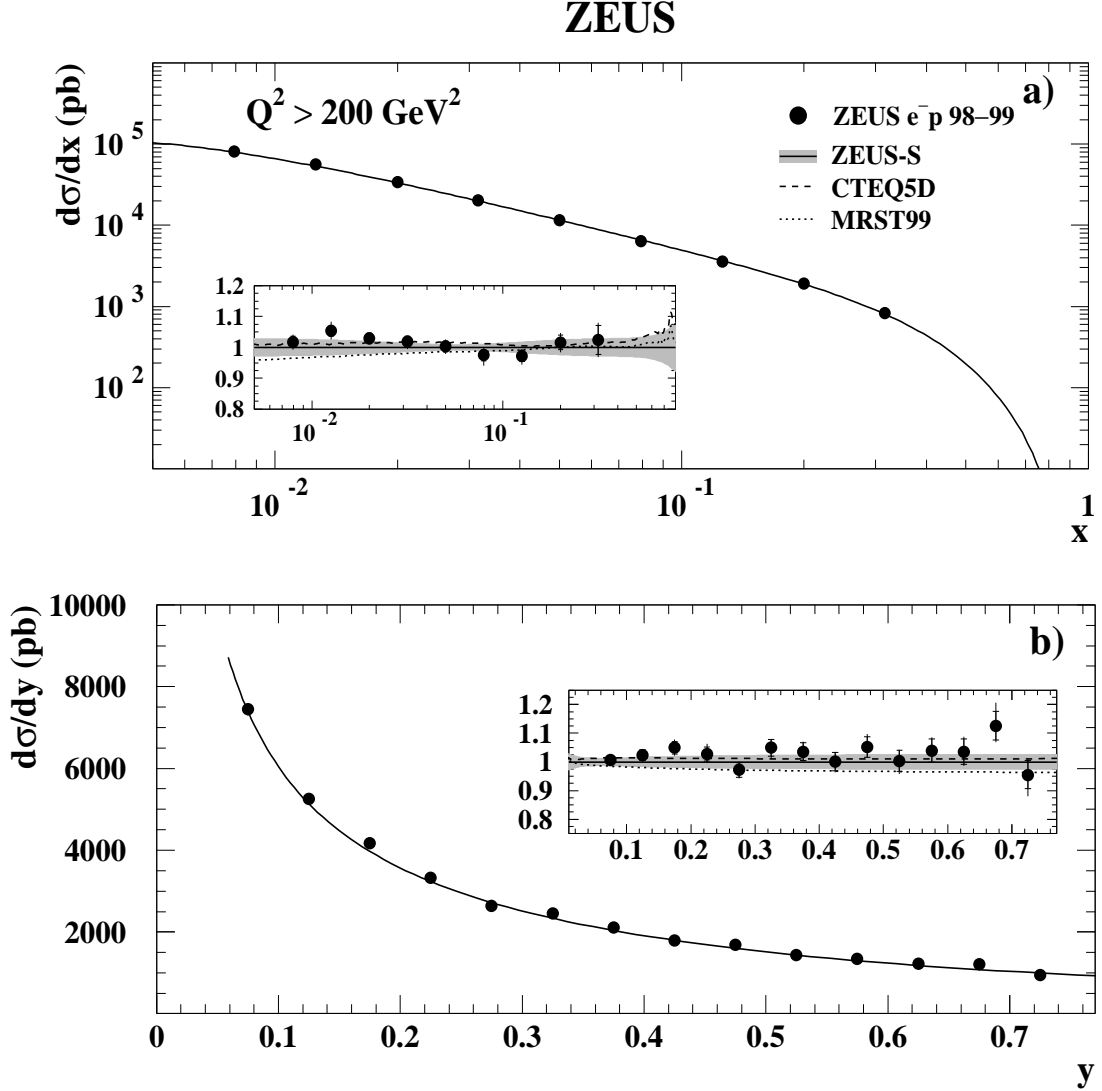 ZEUS
a)
Q² > 200 GeV²
ZEUS e⁻p 98–99
ZEUS-S
CTEQ5D
MRST99
dσ/dx (pb)
10⁵
10⁴
10³
10²
1.2
1.1
1
0.9
0.8
10⁻² 10⁻¹
10⁻² 10⁻¹ 1
x
b)
dσ/dy (pb)
10000
8000
6000
4000
2000
1.2
1.1
1
0.9
0.8
0.1 0.2 0.3 0.4 0.5 0.6 0.7
0 0.1 0.2 0.3 0.4 0.5 0.6 0.7
y